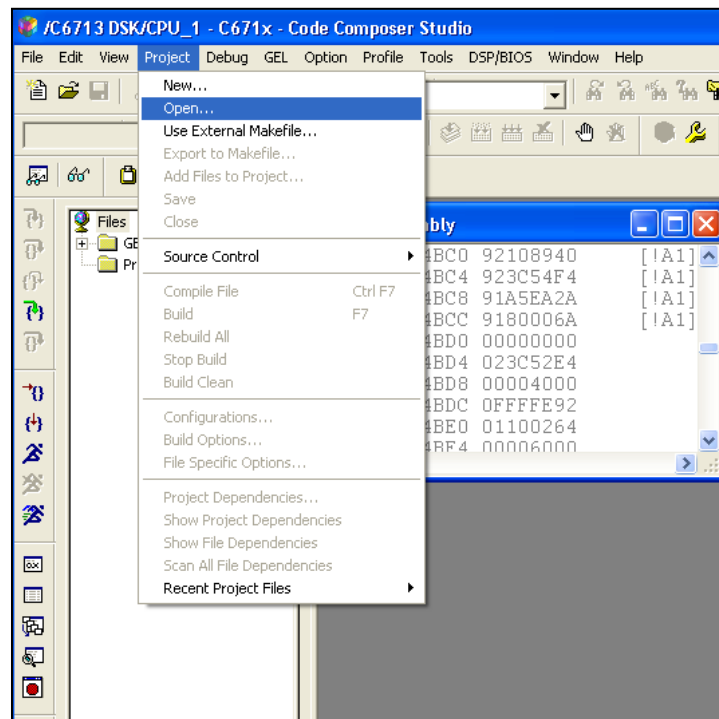 /C6713 DSK/CPU_1 - C671x - Code Composer Studio
File Edit View Project Debug GEL Option Profile Tools DSP/BIOS Window Help
New...
Open...
Use External Makefile...
Export to Makefile...
Add Files to Project...
Save
Close
Source Control
Compile File Ctrl F7
Build F7
Rebuild All
Stop Build
Build Clean
Configurations...
Build Options...
File Specific Options...
Project Dependencies...
Show Project Dependencies
Show File Dependencies
Scan All File Dependencies
Recent Project Files
Files
GE
Pr
bly
4BC0 92108940 [!A1]
4BC4 923C54F4 [!A1]
4BC8 91A5EA2A [!A1]
4BCC 9180006A [!A1]
4BD0 00000000
4BD4 023C52E4
4BD8 00004000
4BDC 0FFFFE92
4BE0 01100264
4BE4 00006000